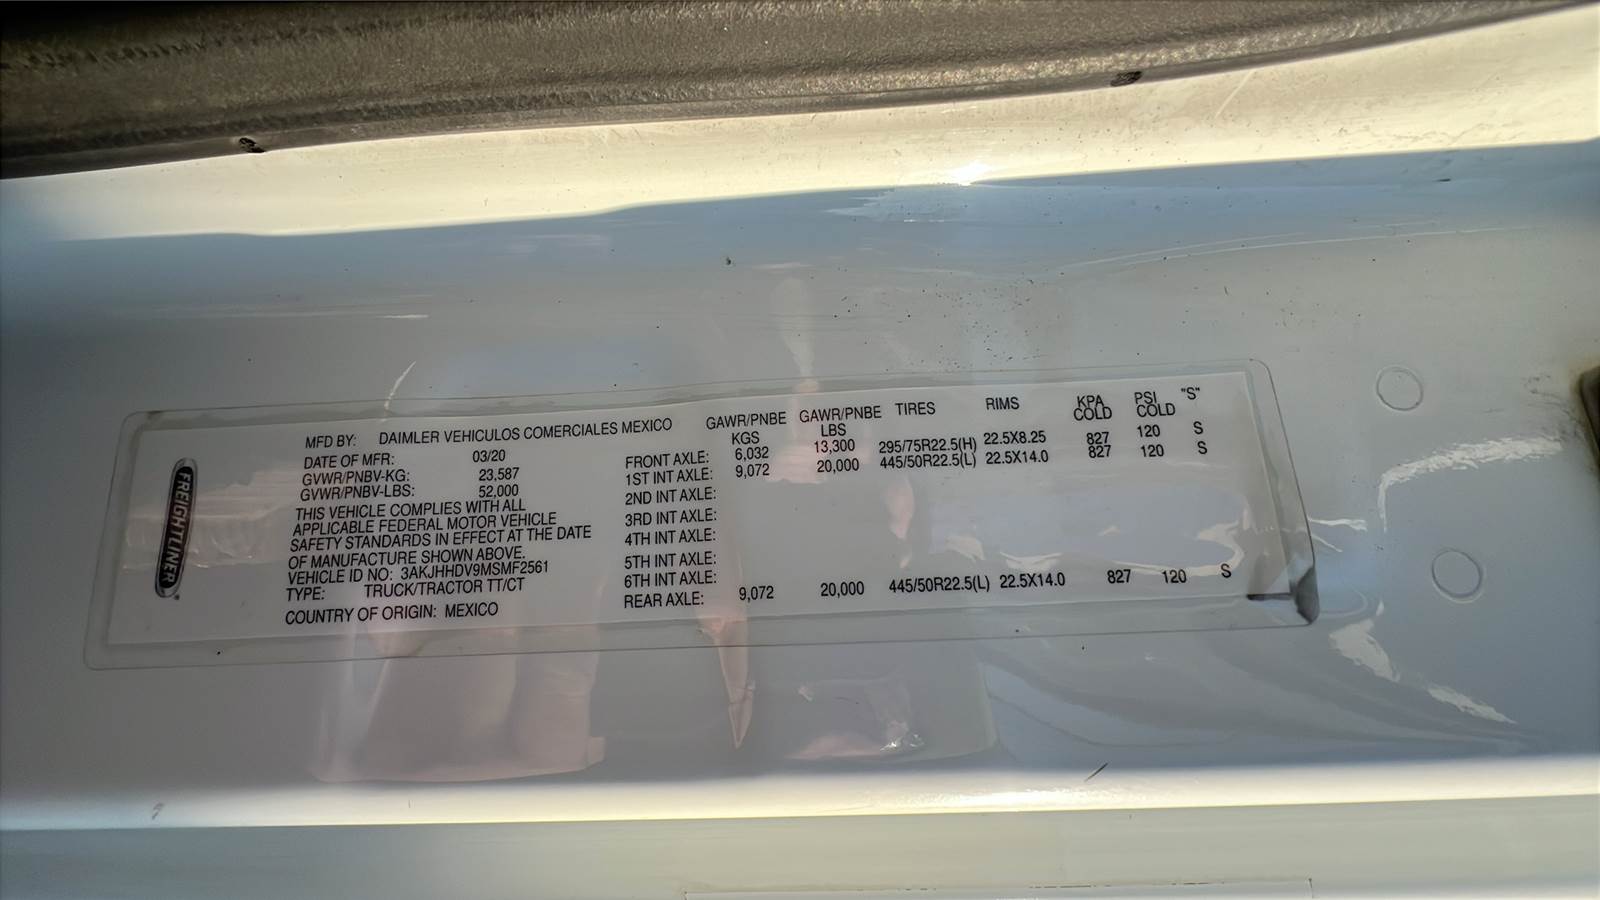 FREIGHTLINER
MFD BY: DAIMLER VEHICULOS COMERCIALES MEXICO
DATE OF MFR: 03/20
GVWR/PNBV-KG: 23,587
GVWR/PNBV-LBS: 52,000
THIS VEHICLE COMPLIES WITH ALL
APPLICABLE FEDERAL MOTOR VEHICLE
SAFETY STANDARDS IN EFFECT AT THE DATE
OF MANUFACTURE SHOWN ABOVE.
VEHICLE ID NO: 3AKJHHDV9MSMF2561
TYPE: TRUCK/TRACTOR TT/CT
COUNTRY OF ORIGIN: MEXICO
GAWR/PNBE GAWR/PNBE TIRES RIMS KPA PSI "S"
KGS LBS COLD COLD
FRONT AXLE: 6,032 13,300 295/75R22.5(H) 22.5X8.25 827 120 S
1ST INT AXLE: 9,072 20,000 445/50R22.5(L) 22.5X14.0 827 120 S
2ND INT AXLE:
3RD INT AXLE:
4TH INT AXLE:
5TH INT AXLE:
6TH INT AXLE:
REAR AXLE: 9,072 20,000 445/50R22.5(L) 22.5X14.0 827 120 S